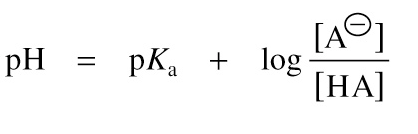 pH = pKₐ + log [A⊖] / [HA]